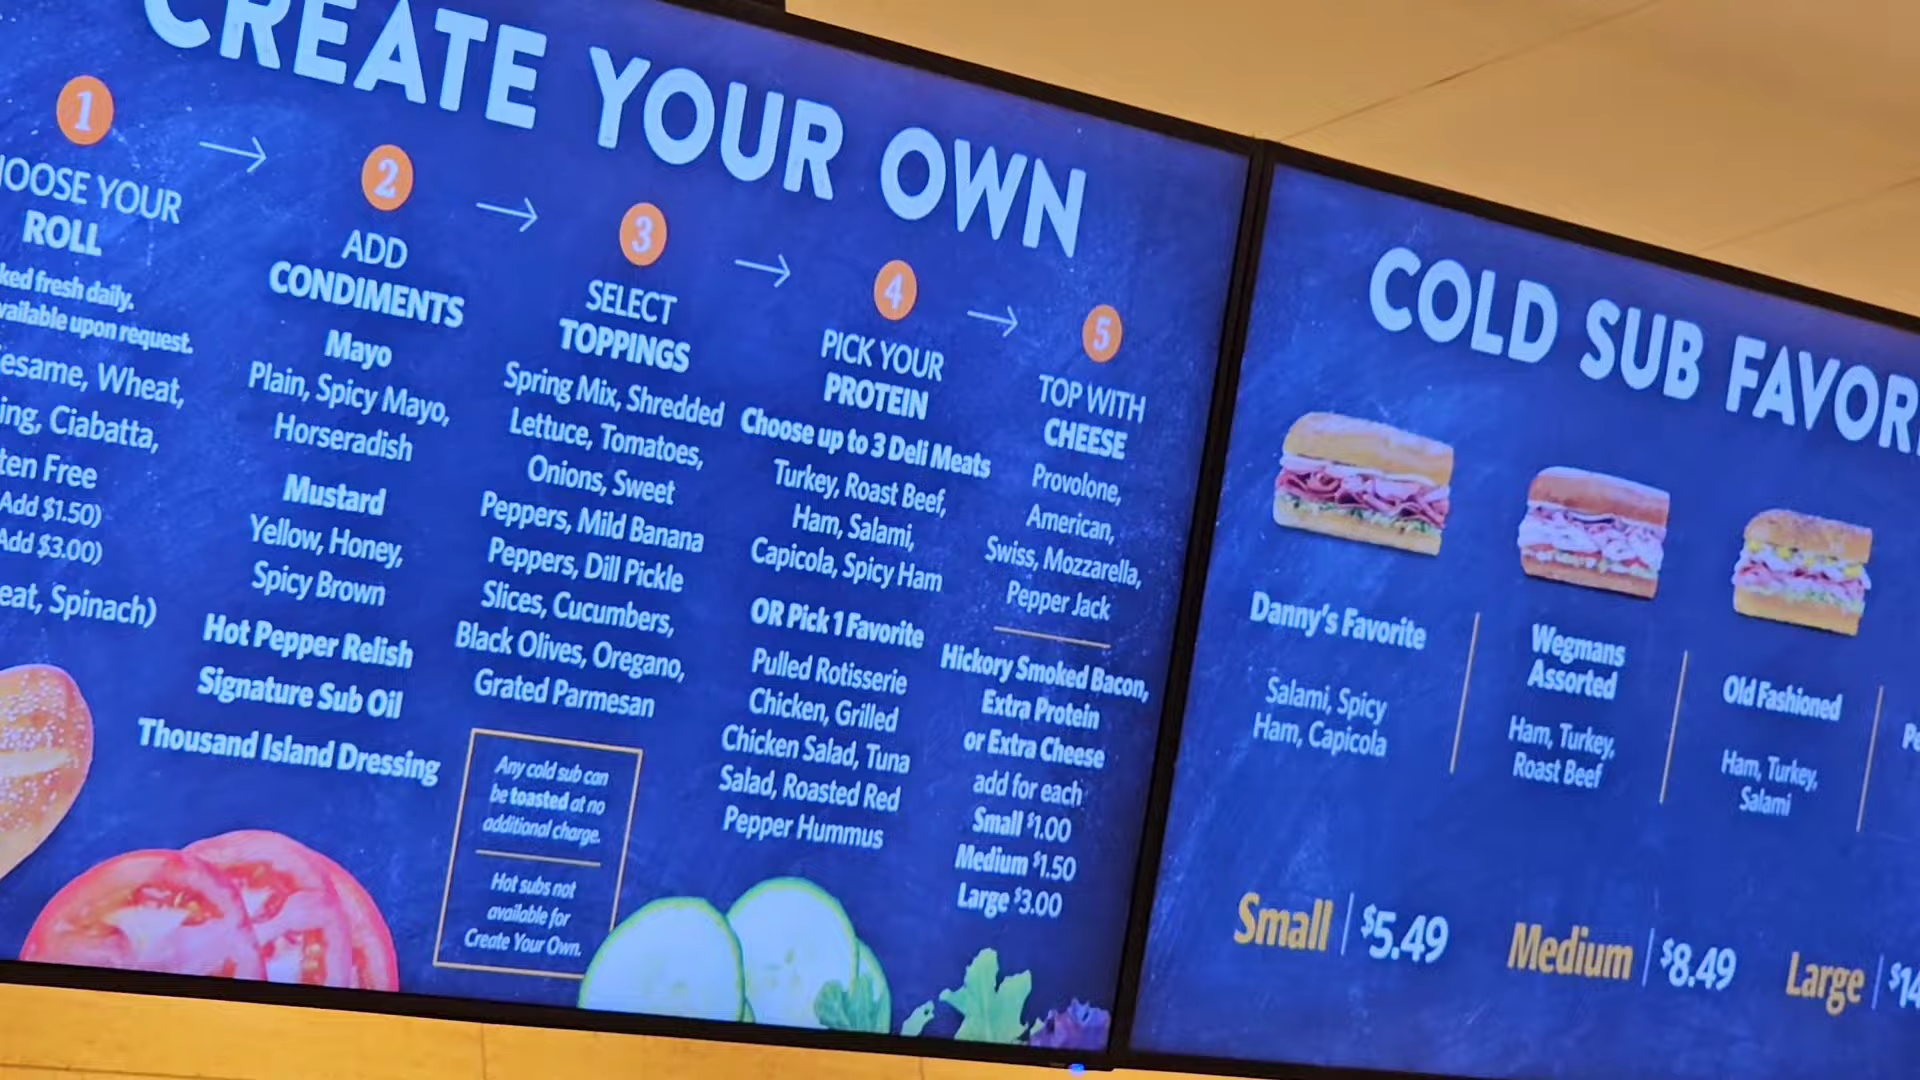 CREATE YOUR OWN
1
YOUR
ROLL
fresh daily.
upon request.
Wheat,
Ciabatta,
Free
Add $1.50)
Add $3.00)
Spinach)
2
ADD
CONDIMENTS
Mayo
Plain, Spicy Mayo,
Horseradish
Mustard
Yellow, Honey,
Spicy Brown
Hot Pepper Relish
Signature Sub Oil
Thousand Island Dressing
3
SELECT
TOPPINGS
Spring Mix, Shredded
Lettuce, Tomatoes,
Onions, Sweet
Peppers, Mild Banana
Peppers, Dill Pickle
Slices, Cucumbers,
Black Olives, Oregano,
Grated Parmesan
Any cold sub can
be toasted at no
additional charge.
Hot subs not
available for
Create Your Own.
4
PICK YOUR
PROTEIN
Choose up to 3 Deli Meats
Turkey, Roast Beef,
Ham, Salami,
Capicola, Spicy Ham
OR Pick 1 Favorite
Pulled Rotisserie
Chicken, Grilled
Chicken Salad, Tuna
Salad, Roasted Red
Pepper Hummus
5
TOP WITH
CHEESE
Provolone,
American,
Swiss, Mozzarella,
Pepper Jack
Hickory Smoked Bacon,
Extra Protein
or Extra Cheese
add for each
Small $1.00
Medium $1.50
Large $3.00
COLD SUB
Danny's Favorite
Salami, Spicy
Ham, Capicola
Wegmans
Assorted
Ham, Turkey,
Roast Beef
Old Fashioned
Ham, Turkey,
Salami
Small | $5.49
Medium | $8.49
Large |